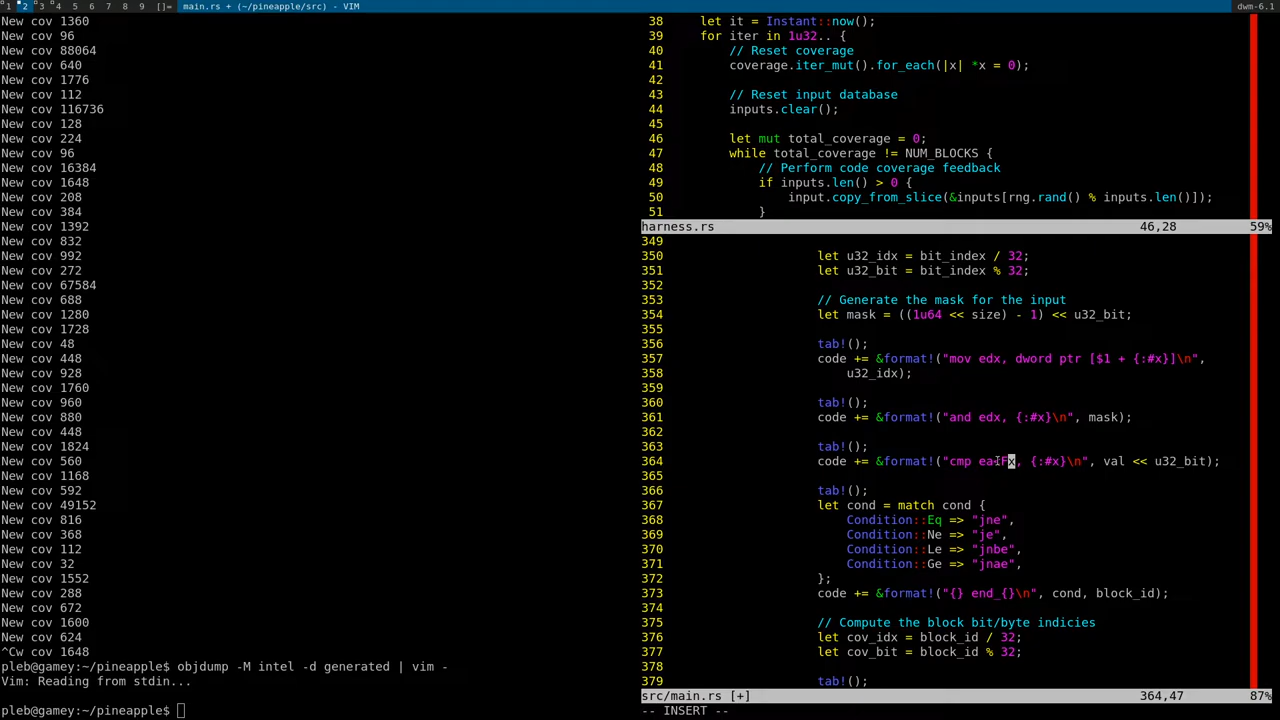 1 2 3 4 5 6 7 8 9 []= main.rs + (~/pineapple/src) - VIM dwm-6.1
New cov 1360
New cov 96
New cov 88064
New cov 640
New cov 1776
New cov 112
New cov 116736
New cov 128
New cov 224
New cov 96
New cov 16384
New cov 1648
New cov 208
New cov 384
New cov 1392
New cov 832
New cov 992
New cov 272
New cov 67584
New cov 688
New cov 1280
New cov 1728
New cov 48
New cov 448
New cov 928
New cov 1760
New cov 960
New cov 880
New cov 448
New cov 1824
New cov 560
New cov 1168
New cov 592
New cov 49152
New cov 816
New cov 368
New cov 112
New cov 32
New cov 1552
New cov 288
New cov 672
New cov 1600
New cov 624
^Cw cov 1648
pleb@gamey:~/pineapple$ objdump -M intel -d generated | vim -
Vim: Reading from stdin...
pleb@gamey:~/pineapple$
38 let it = Instant::now();
39 for iter in 1u32.. {
40 // Reset coverage
41 coverage.iter_mut().for_each(|x| *x = 0);
42
43 // Reset input database
44 inputs.clear();
45
46 let mut total_coverage = 0;
47 while total_coverage != NUM_BLOCKS {
48 // Perform code coverage feedback
49 if inputs.len() > 0 {
50 input.copy_from_slice(&inputs[rng.rand() % inputs.len()]);
51 }
harness.rs 46,28 59%
349
350 let u32_idx = bit_index / 32;
351 let u32_bit = bit_index % 32;
352
353 // Generate the mask for the input
354 let mask = ((1u64 << size) - 1) << u32_bit;
355
356 tab!();
357 code += &format!("mov edx, dword ptr [$1 + {:#x}]\n",
358 u32_idx);
359
360 tab!();
361 code += &format!("and edx, {:#x}\n", mask);
362
363 tab!();
364 code += &format!("cmp eadFx, {:#x}\n", val << u32_bit);
365
366 tab!();
367 let cond = match cond {
368 Condition::Eq => "jne",
369 Condition::Ne => "je",
370 Condition::Le => "jnbe",
371 Condition::Ge => "jnae",
372 };
373 code += &format!("{} end_{}\n", cond, block_id);
374
375 // Compute the block bit/byte indicies
376 let cov_idx = block_id / 32;
377 let cov_bit = block_id % 32;
378
379 tab!();
src/main.rs [+] 364,47 87%
-- INSERT --